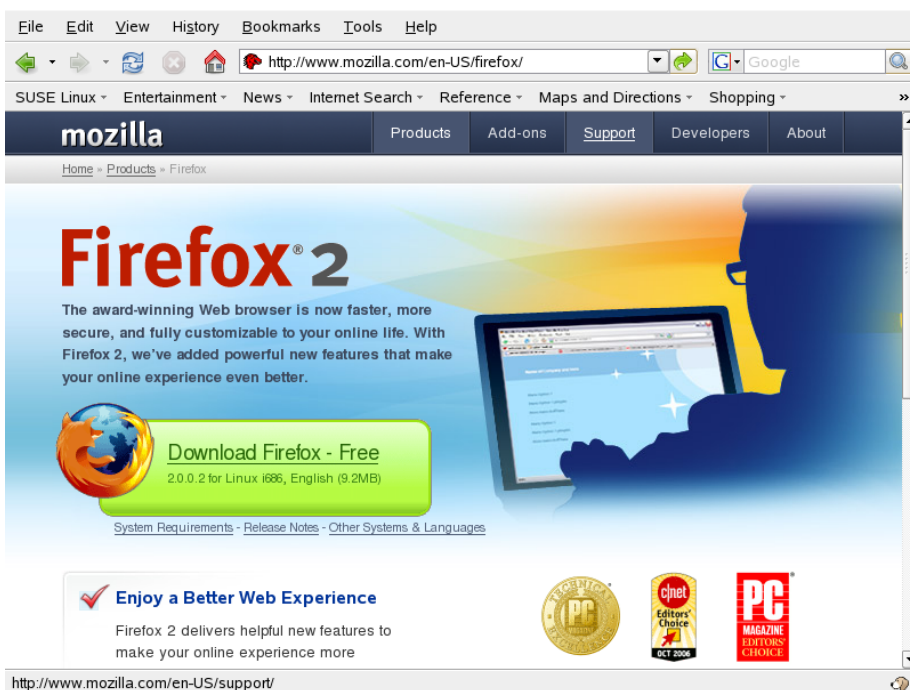 File Edit View History Bookmarks Tools Help
http://www.mozilla.com/en-US/firefox/ G Google
SUSE Linux Entertainment News Internet Search Reference Maps and Directions Shopping »
mozilla Products Add-ons Support Developers About
Home » Products » Firefox
Firefox® 2
The award-winning Web browser is now faster, more
secure, and fully customizable to your online life. With
Firefox 2, we've added powerful new features that make
your online experience even better.
Download Firefox - Free
2.0.0.2 for Linux i686, English (9.2MB)
System Requirements - Release Notes - Other Systems & Languages
Enjoy a Better Web Experience
Firefox 2 delivers helpful new features to
make your online experience more
TECHNICAL
EXCELLENCE
PC
MAGAZINE
c|net
Editors'
Choice
OCT 2006
PC
MAGAZINE
EDITORS'
CHOICE
http://www.mozilla.com/en-US/support/